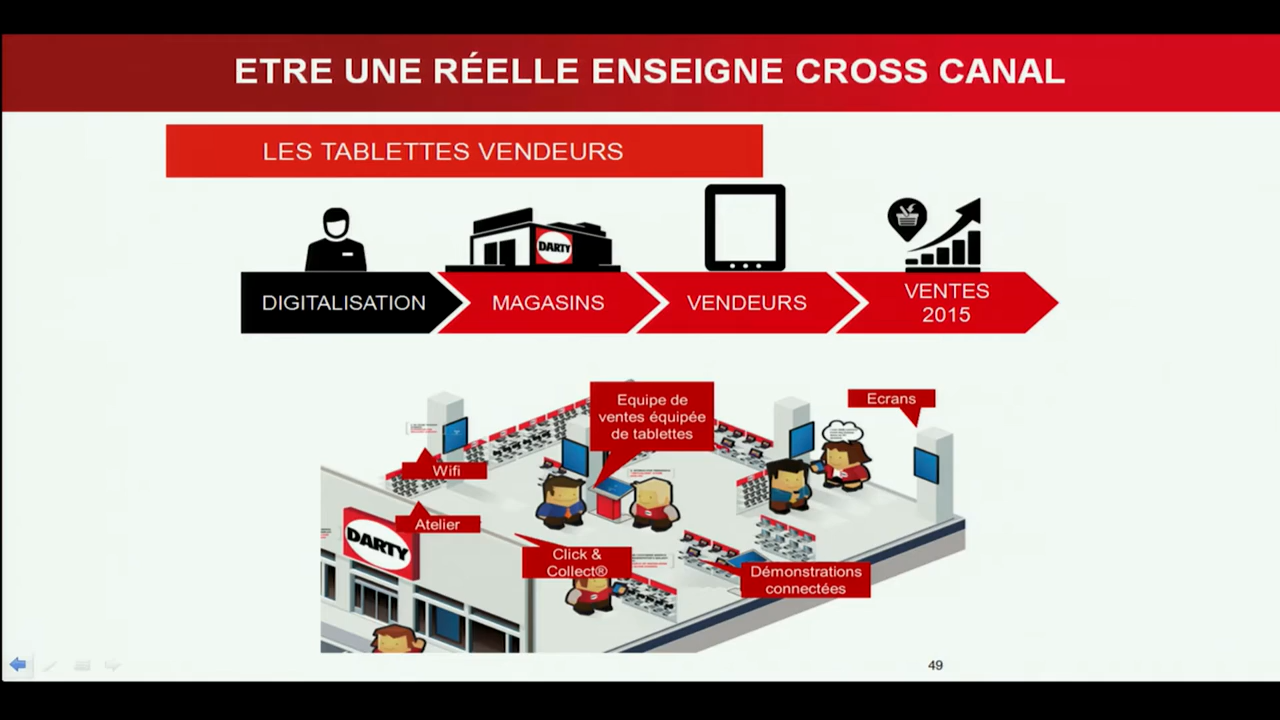 ETRE UNE RÉELLE ENSEIGNE CROSS CANAL
LES TABLETTES VENDEURS
DARTY
DIGITALISATION
MAGASINS
VENDEURS
VENTES
2015
Equipe de
ventes équipée
de tablettes
Ecrans
Wifi
Atelier
DARTY
Click &
Collect®
Démonstrations
connectées
49